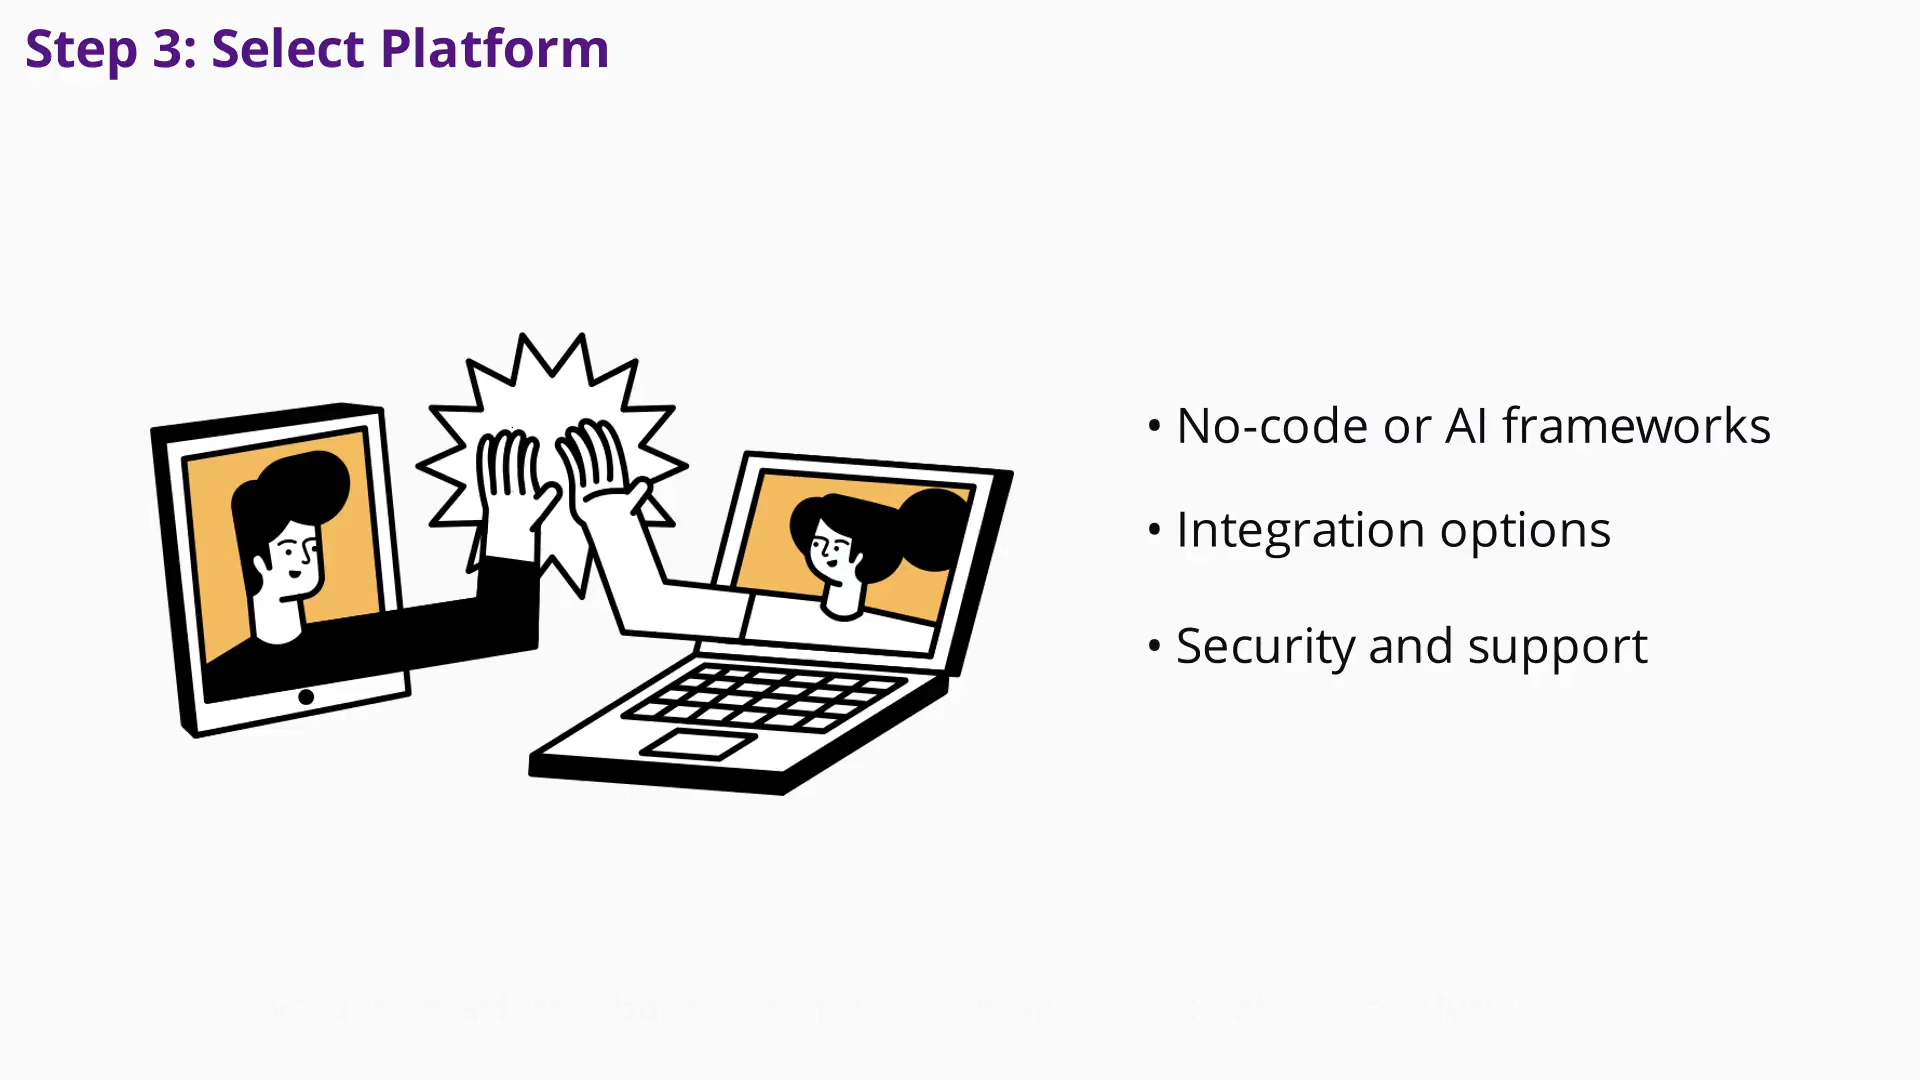 Step 3: Select Platform
• No-code or AI frameworks
• Integration options
• Security and support